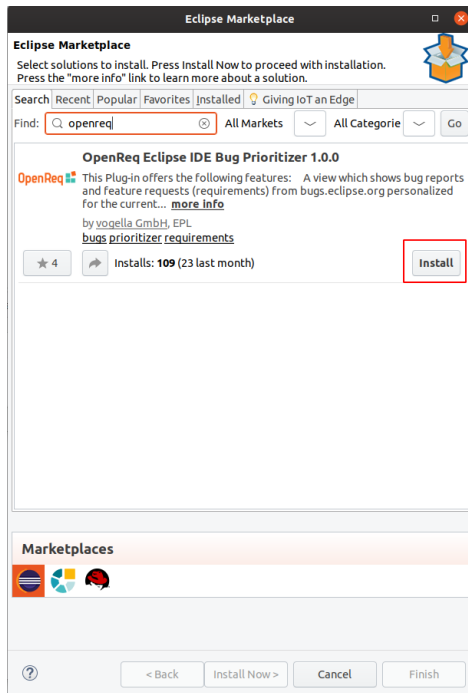 Eclipse Marketplace
Eclipse Marketplace
Select solutions to install. Press Install Now to proceed with installation.
Press the "more info" link to learn more about a solution.
Search Recent Popular Favorites Installed Giving IoT an Edge
Find: openreq All Markets All Categorie Go
OpenReq Eclipse IDE Bug Prioritizer 1.0.0
OpenReq This Plug-in offers the following features: A view which shows bug reports
and feature requests (requirements) from bugs.eclipse.org personalized
for the current... more info
by vogella GmbH, EPL
bugs prioritizer requirements
4 Installs: 109 (23 last month) Install
Marketplaces
? < Back Install Now > Cancel Finish